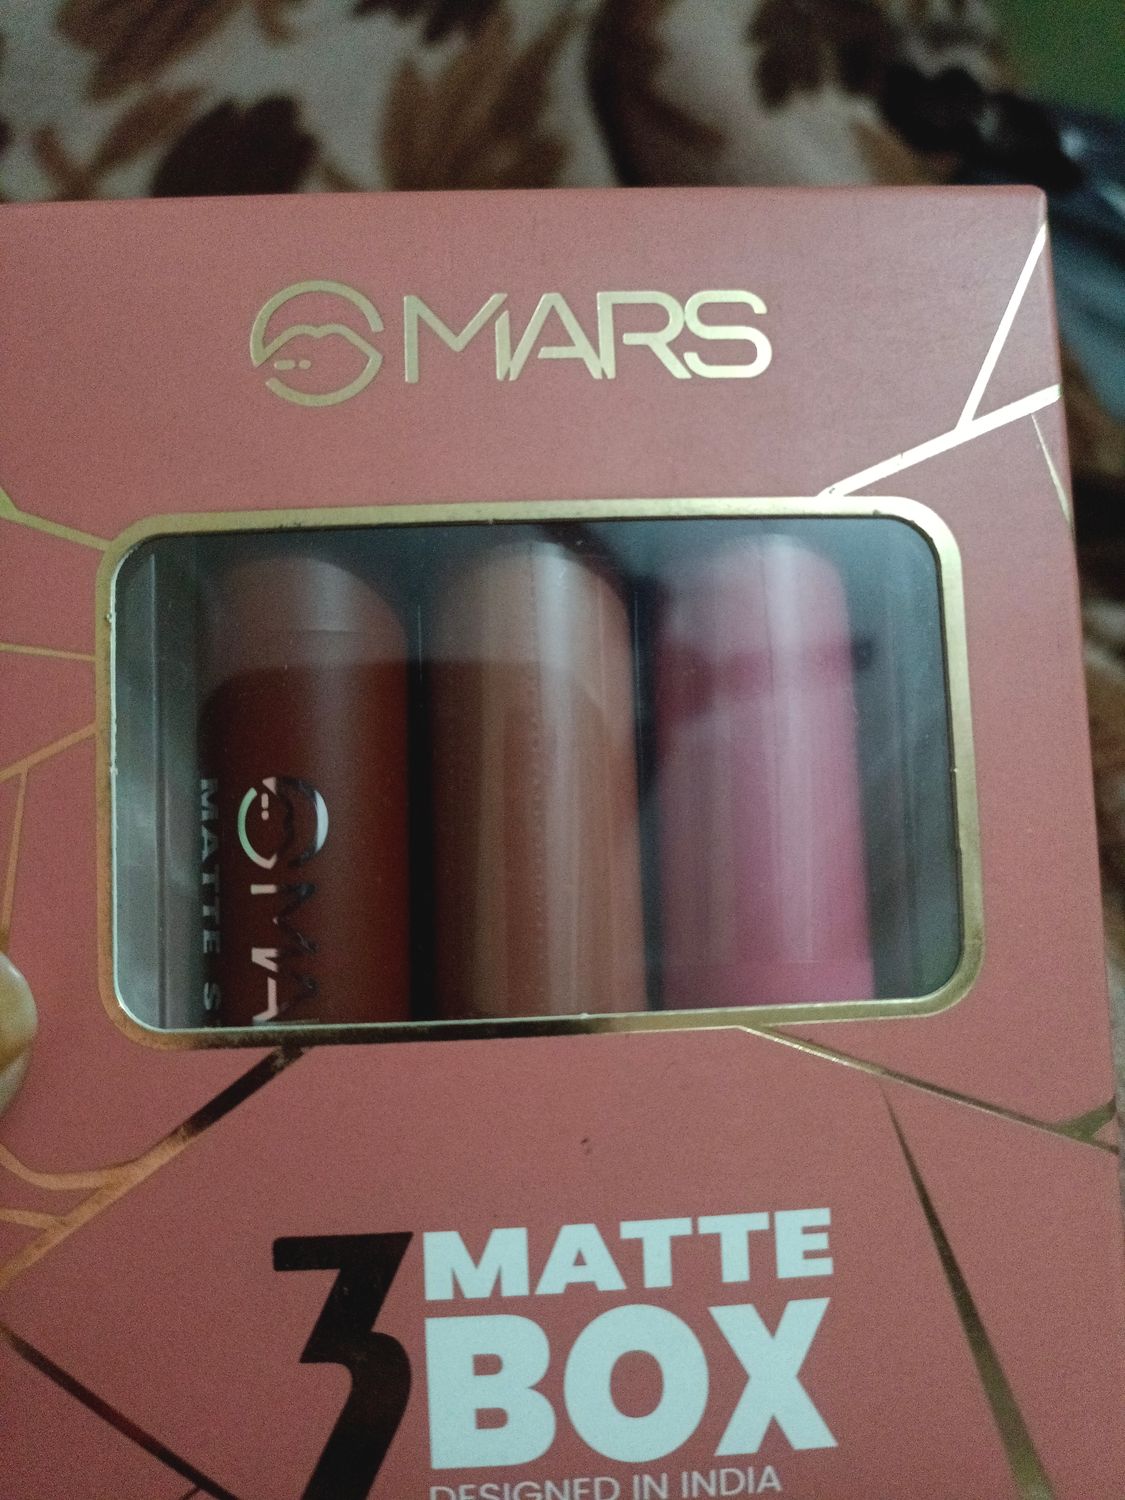 MARS
MATTE
3 MATTE
BOX
DESIGNED IN INDIA